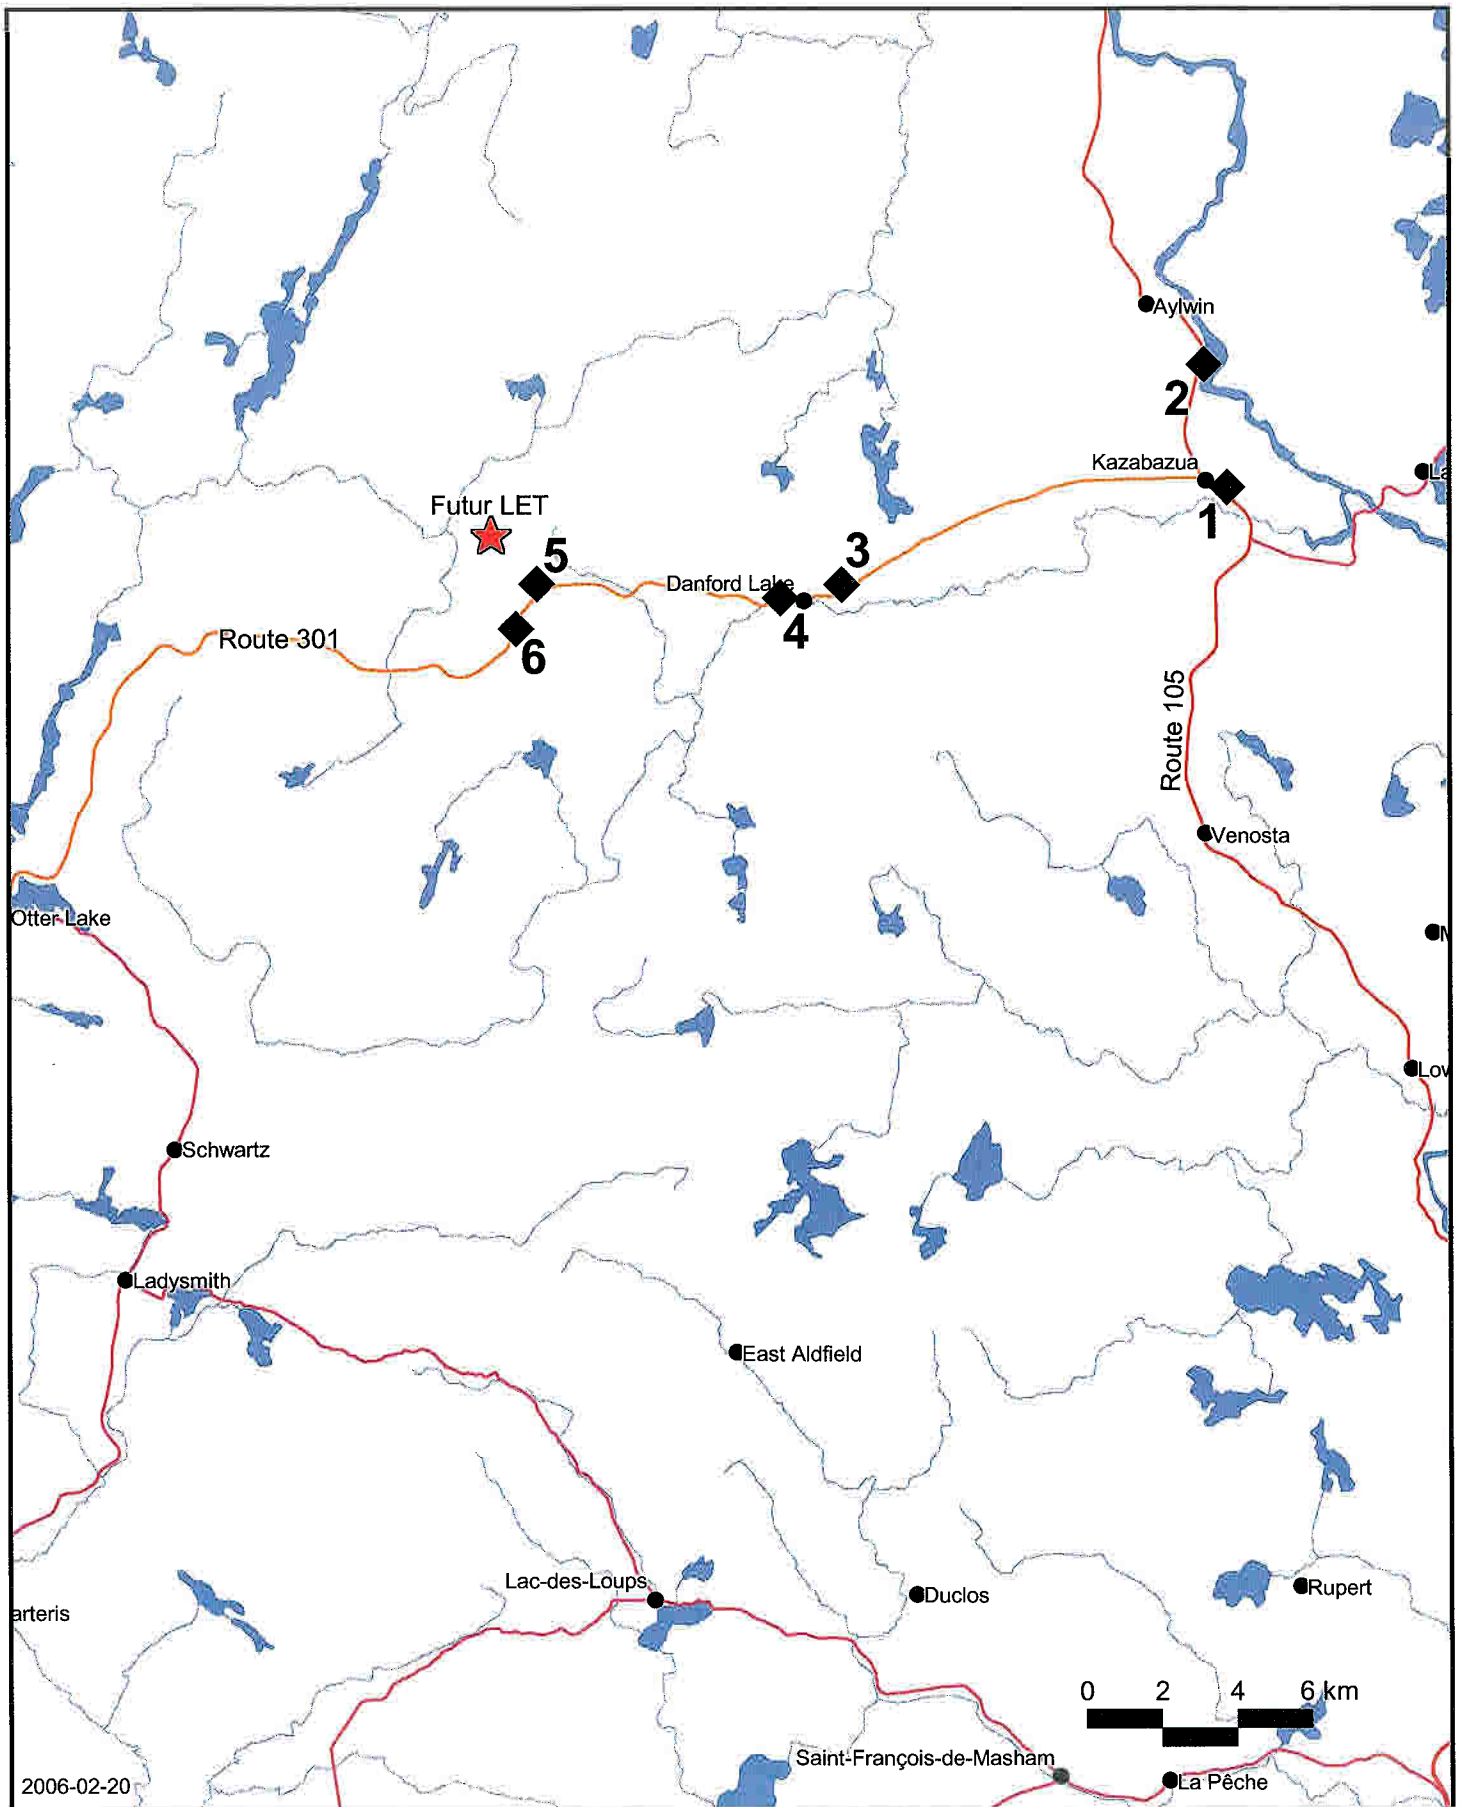 Aylwin
2
Kazabazua
La
Futur LET
1
5
3
Danford Lake
4
Route 301
6
Route 105
Venosta
Otter Lake
M
Low
Schwartz
Ladysmith
East Aldfield
Lac-des-Loups
Duclos
Rupert
arteris
0 2 4 6 km
Saint-François-de-Masham
La Pêche
2006-02-20